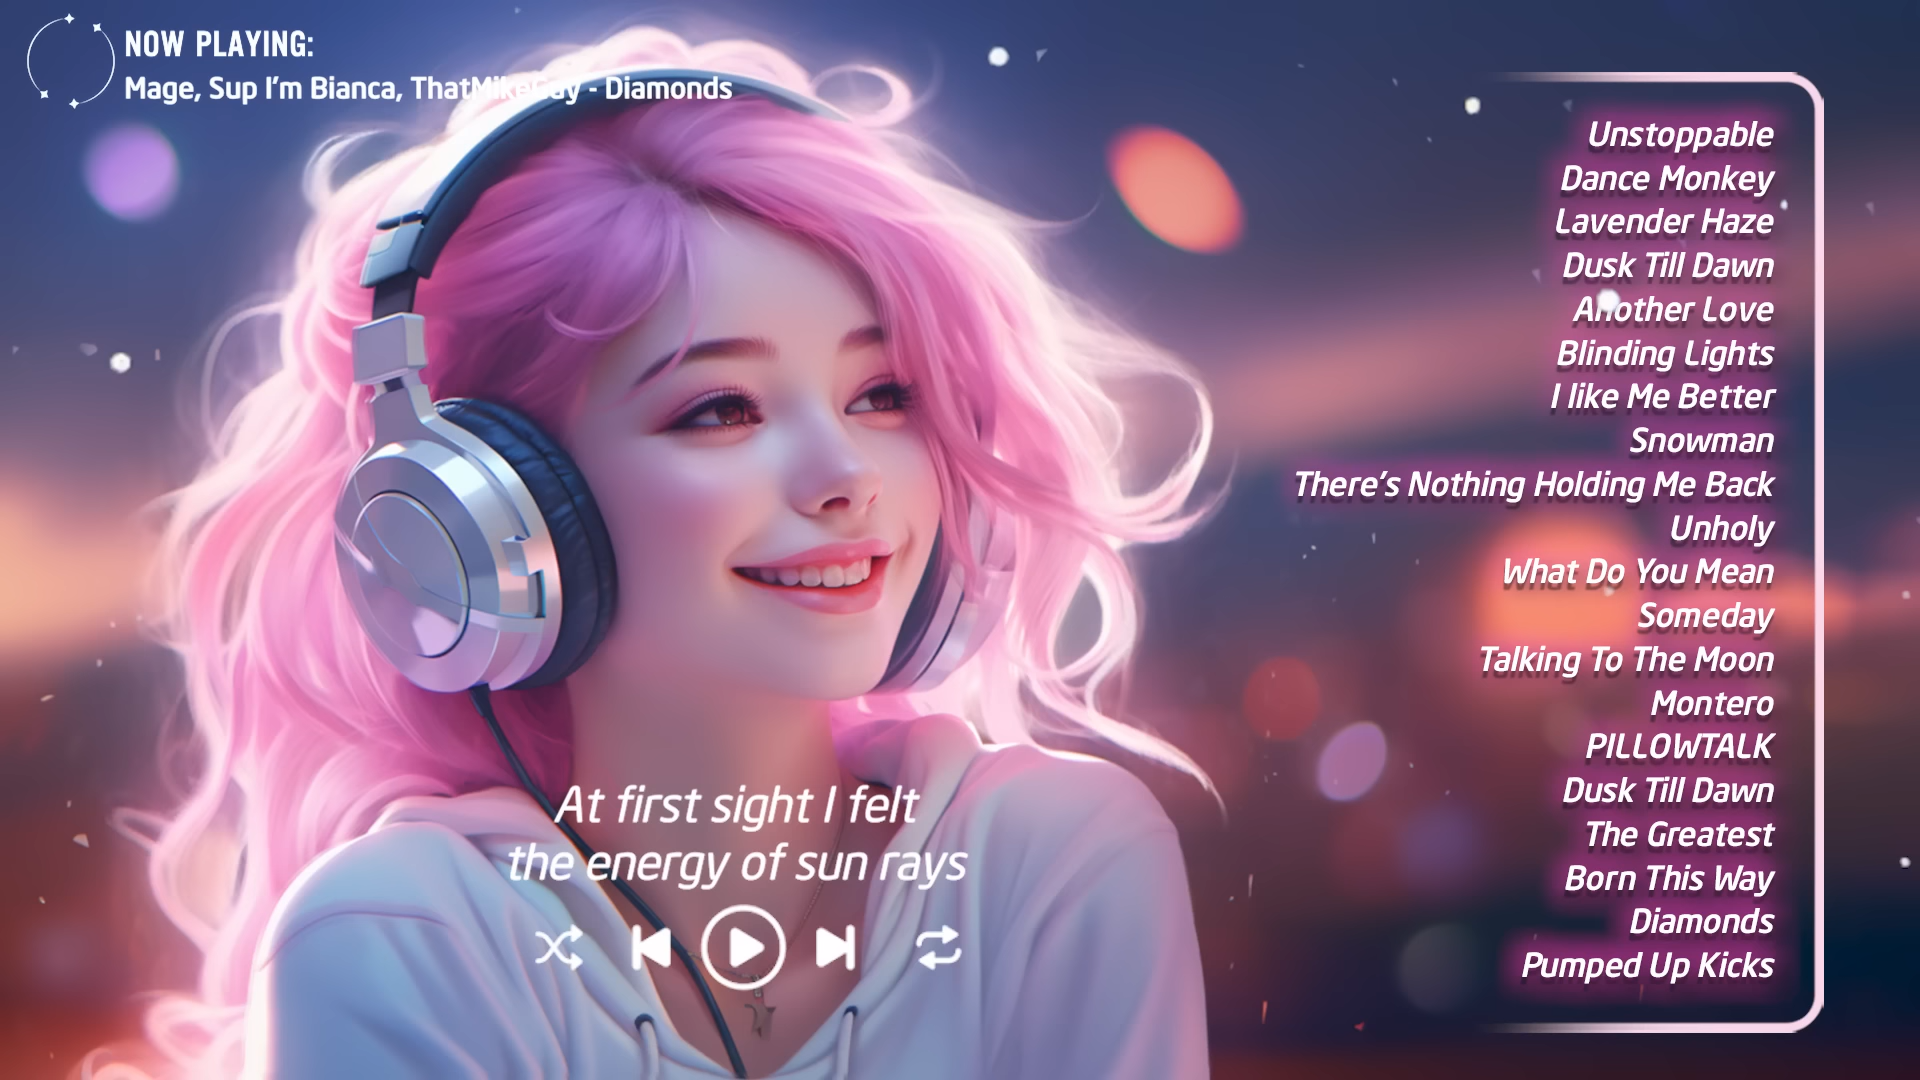 NOW PLAYING:
Mage, Sup I'm Bianca, ThatMikeGuy - Diamonds
Unstoppable
Dance Monkey
Lavender Haze
Dusk Till Dawn
Another Love
Blinding Lights
I like Me Better
Snowman
There's Nothing Holding Me Back
Unholy
What Do You Mean
Someday
Talking To The Moon
Montero
PILLOWTALK
Dusk Till Dawn
The Greatest
Born This Way
Diamonds
Pumped Up Kicks
At first sight I felt
the energy of sun rays